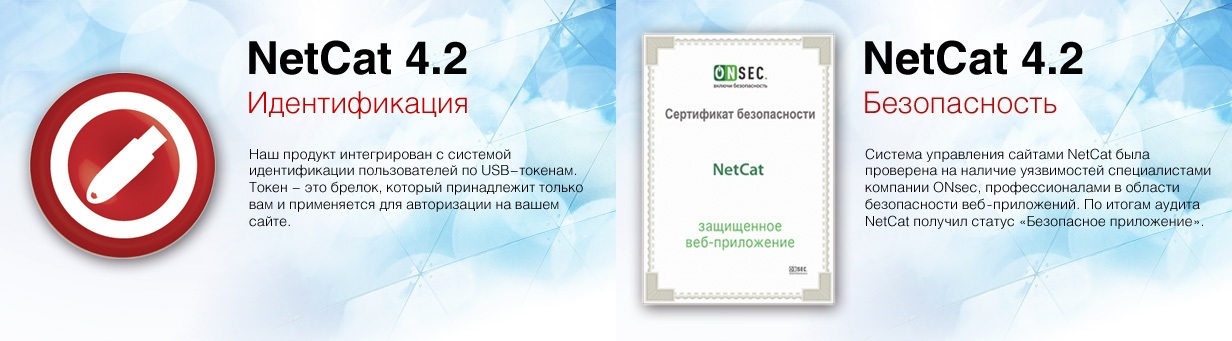 NetCat 4.2
Идентификация
Наш продукт интегрирован с системой
идентификации пользователей по USB–токенам.
Токен – это брелок, который принадлежит только
вам и применяется для авторизации на вашем
сайте.
ONSEC.
включи безопасность
Сертификат безопасности
NetCat
защищенное
веб-приложение
ONSEC.
NetCat 4.2
Безопасность
Система управления сайтами NetCat была
проверена на наличие уязвимостей специалистами
компании ONsec, профессионалами в области
безопасности веб-приложений. По итогам аудита
NetCat получил статус «Безопасное приложение».